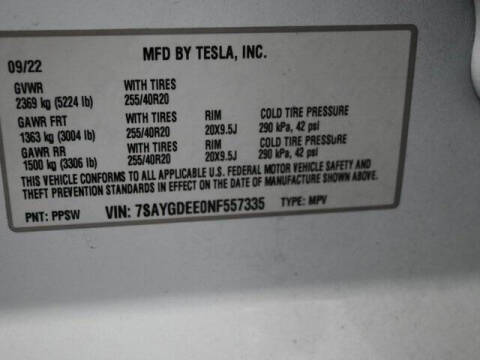 MFD BY TESLA, INC.
09/22
GVWR WITH TIRES
2369 kg (5224 lb) 255/40R20
GAWR FRT WITH TIRES RIM COLD TIRE PRESSURE
1363 kg (3004 lb) 255/40R20 20X9.5J 290 kPa, 42 psi
GAWR RR WITH TIRES RIM COLD TIRE PRESSURE
1500 kg (3306 lb) 255/40R20 20X9.5J 290 kPa, 42 psi
THIS VEHICLE CONFORMS TO ALL APPLICABLE U.S. FEDERAL MOTOR VEHICLE SAFETY AND
THEFT PREVENTION STANDARDS IN EFFECT ON THE DATE OF MANUFACTURE SHOWN ABOVE.
PNT: PPSW VIN: 7SAYGDEE0NF557335 TYPE: MPV